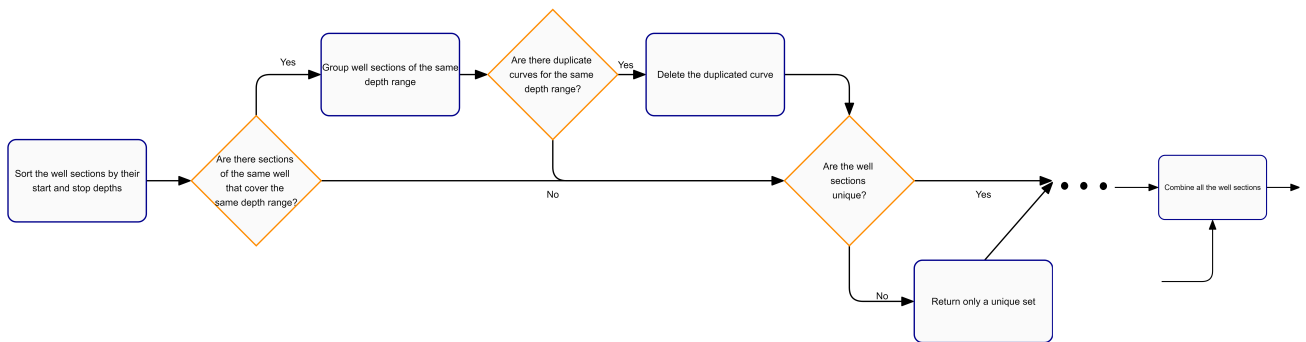 Sort the well sections by their
start and stop depths
Are there sections
of the same well
that cover the
same depth range?
Yes
Group well sections of the same
depth range
Are there duplicate
curves for the same
depth range?
Yes
Delete the duplicated curve
No
Are the well
sections
unique?
Yes
No
Return only a unique set
Combine all the well sections